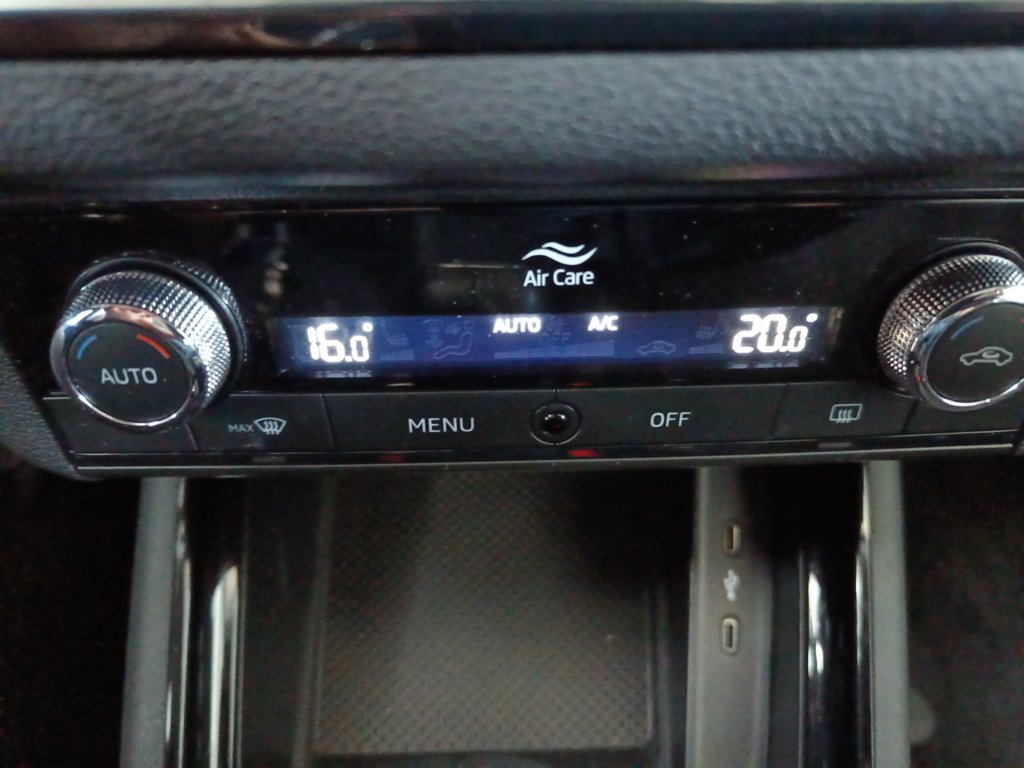 Air Care
16.0°
AUTO
A/C
20.0°
AUTO
MAX
MENU
OFF